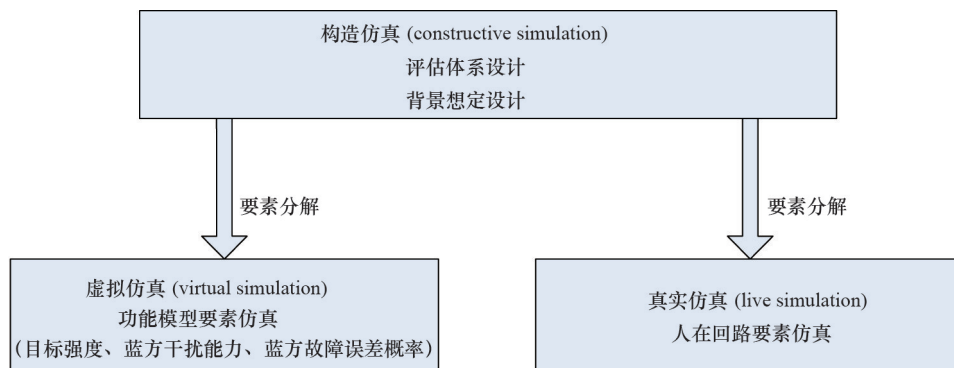 构造仿真 (constructive simulation)
评估体系设计
背景想定设计
要素分解
要素分解
虚拟仿真 (virtual simulation)
功能模型要素仿真
(目标强度、蓝方干扰能力、蓝方故障误差概率)
真实仿真 (live simulation)
人在回路要素仿真